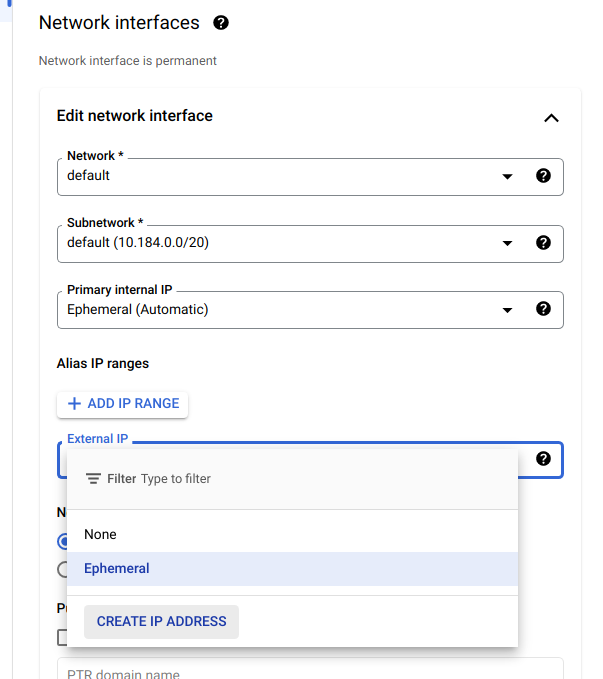 Network interfaces
Network interface is permanent
Edit network interface
Network *
default
Subnetwork *
default (10.184.0.0/20)
Primary internal IP
Ephemeral (Automatic)
Alias IP ranges
ADD IP RANGE
External IP
Filter Type to filter
None
Ephemeral
CREATE IP ADDRESS
PTR domain name